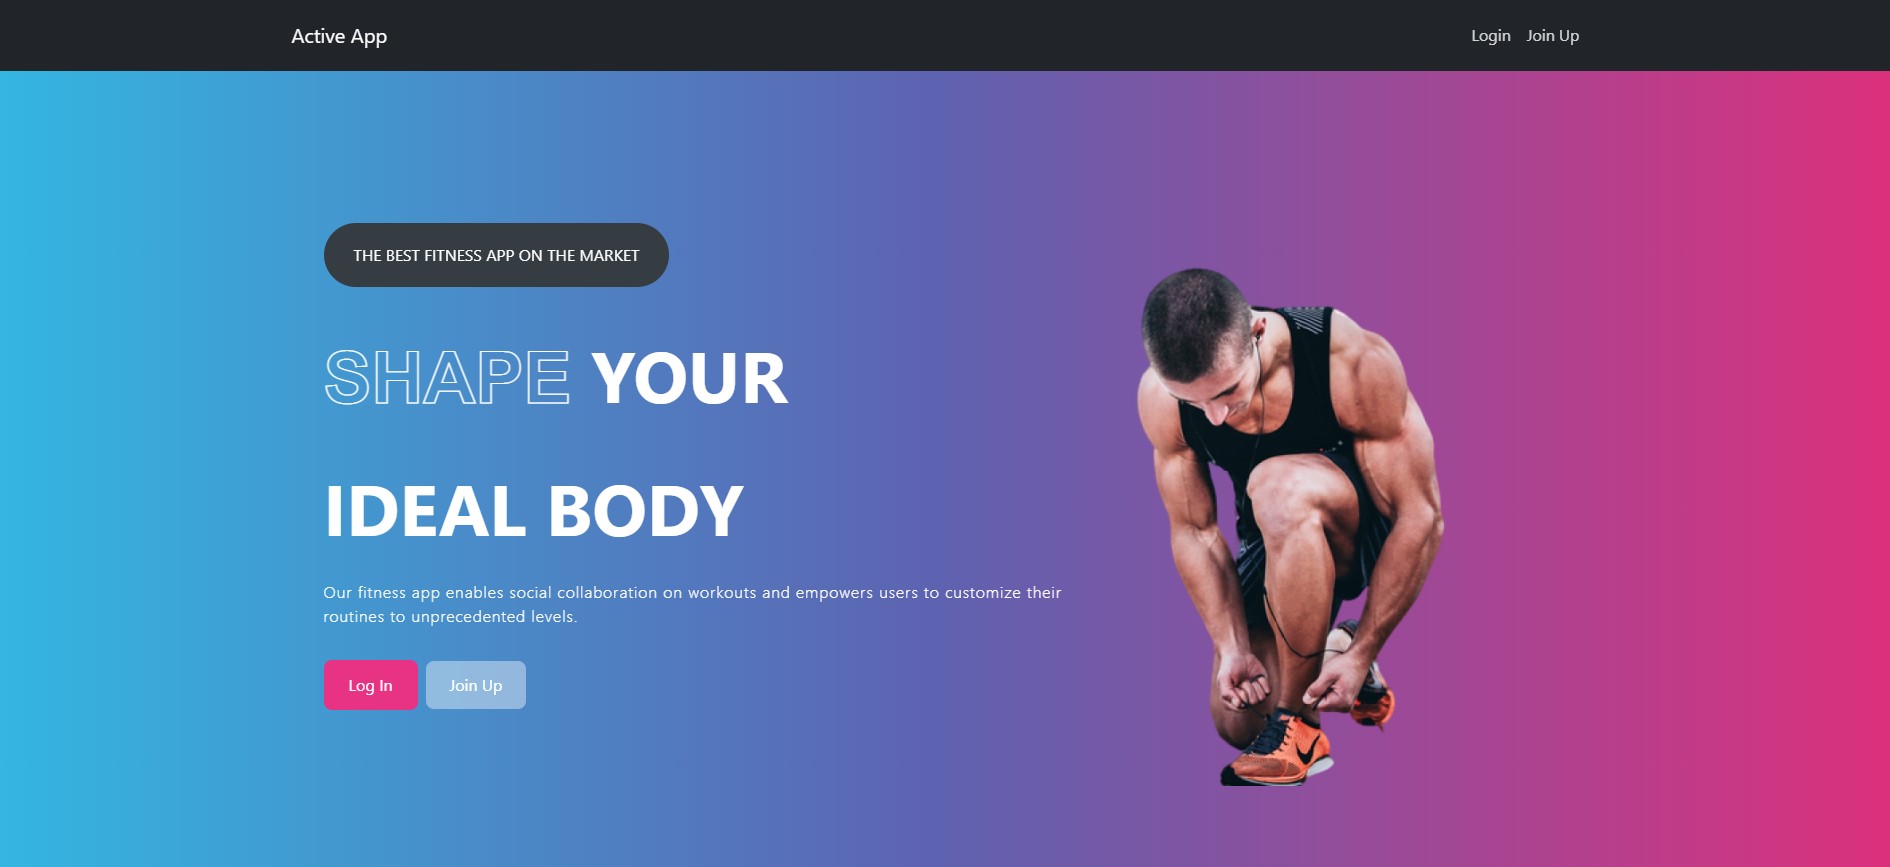 Active App
Login Join Up
THE BEST FITNESS APP ON THE MARKET
SHAPE YOUR
IDEAL BODY
Our fitness app enables social collaboration on workouts and empowers users to customize their
routines to unprecedented levels.
Log In Join Up